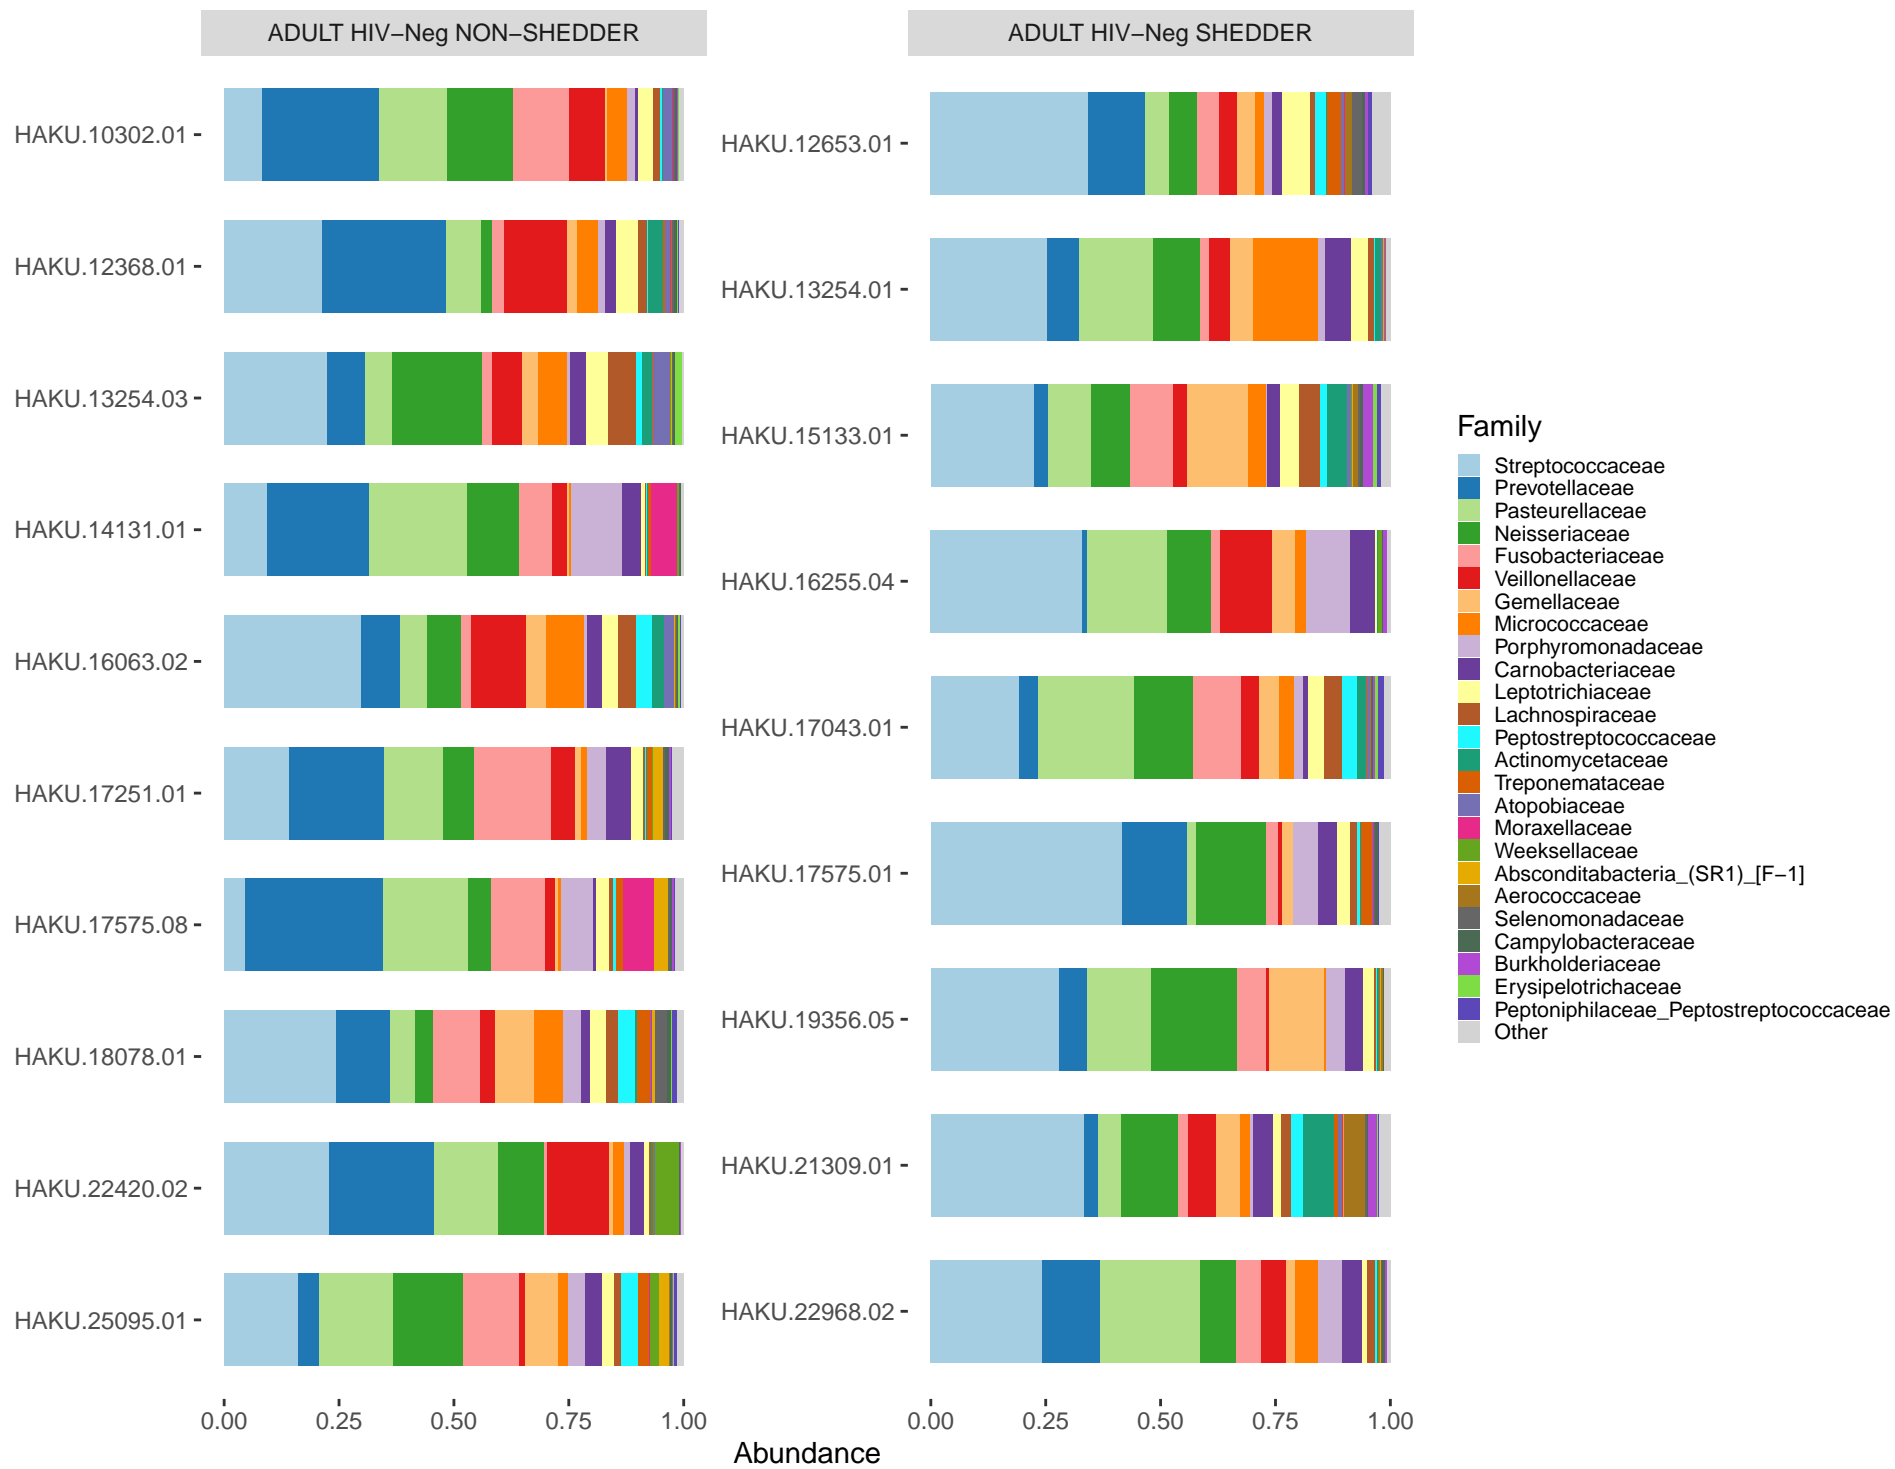 ADULT HIV−Neg NON−SHEDDER
HAKU.10302.01
HAKU.12368.01
HAKU.13254.03
HAKU.14131.01
HAKU.16063.02
HAKU.17251.01
HAKU.17575.08
HAKU.18078.01
HAKU.22420.02
HAKU.25095.01
0.00 0.25 0.50 0.75 1.00
ADULT HIV−Neg SHEDDER
HAKU.12653.01
HAKU.13254.01
HAKU.15133.01
HAKU.16255.04
HAKU.17043.01
HAKU.17575.01
HAKU.19356.05
HAKU.21309.01
HAKU.22968.02
0.00 0.25 0.50 0.75 1.00
Abundance
Family
Streptococcaceae
Prevotellaceae
Pasteurellaceae
Neisseriaceae
Fusobacteriaceae
Veillonellaceae
Gemellaceae
Micrococcaceae
Porphyromonadaceae
Carnobacteriaceae
Leptotrichiaceae
Lachnospiraceae
Peptostreptococcaceae
Actinomycetaceae
Treponemataceae
Atopobiaceae
Moraxellaceae
Weeksellaceae
Absconditabacteria_(SR1)_[F−1]
Aerococcaceae
Selenomonadaceae
Campylobacteraceae
Burkholderiaceae
Erysipelotrichaceae
Peptoniphilaceae_Peptostreptococcaceae
Other